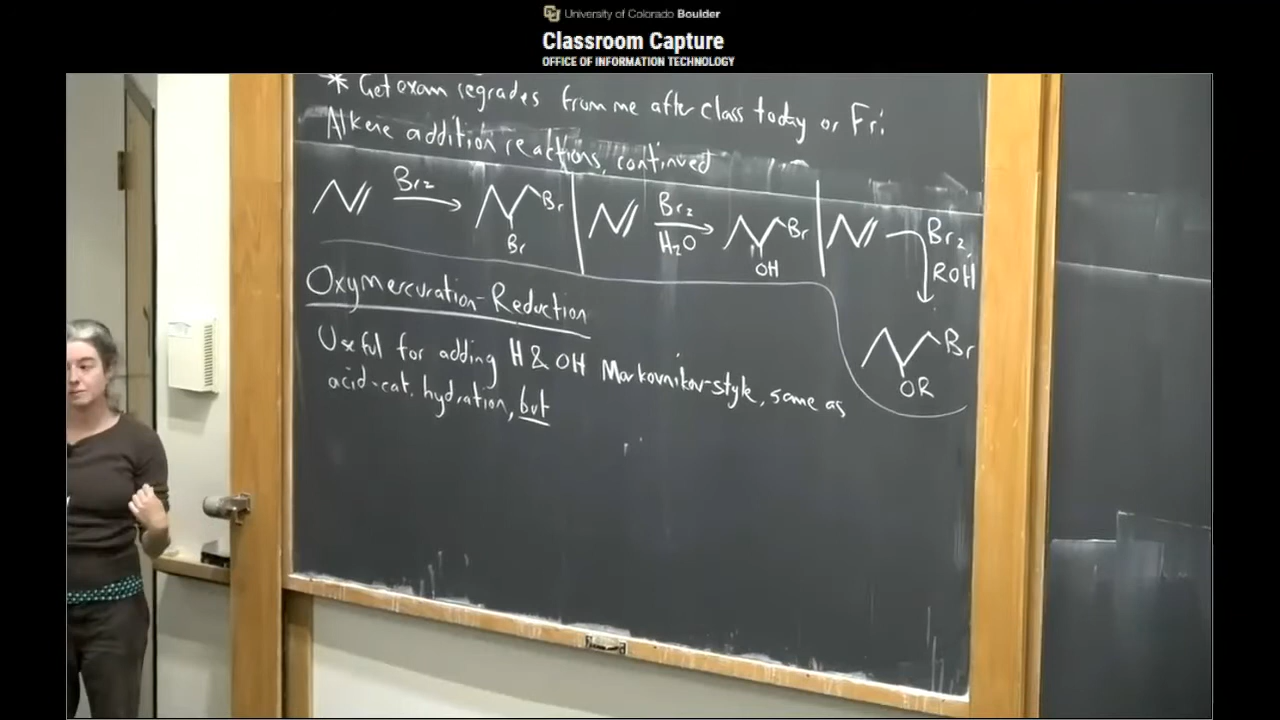 University of Colorado Boulder
Classroom Capture
OFFICE OF INFORMATION TECHNOLOGY
* Get exam regrades from me after class today or Fri.
Alkene addition reactions, continued
Br2
Br
Br
Br2
H2O
Br
OH
Br2,
ROH
Br
OR
Oxymercuration-Reduction
Useful for adding H & OH Markovnikov-style, same as
acid-cat. hydration, but